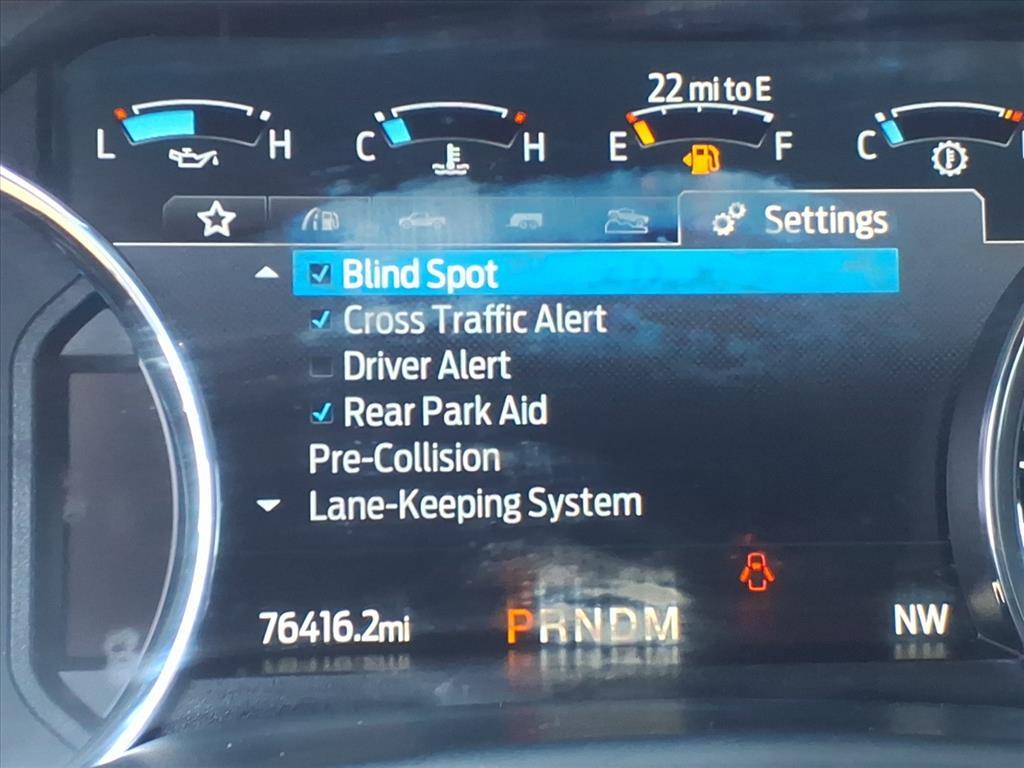 22 mi to E
L H C H E F C
Settings
Blind Spot
Cross Traffic Alert
Driver Alert
Rear Park Aid
Pre-Collision
Lane-Keeping System
76416.2mi PRNDM NW